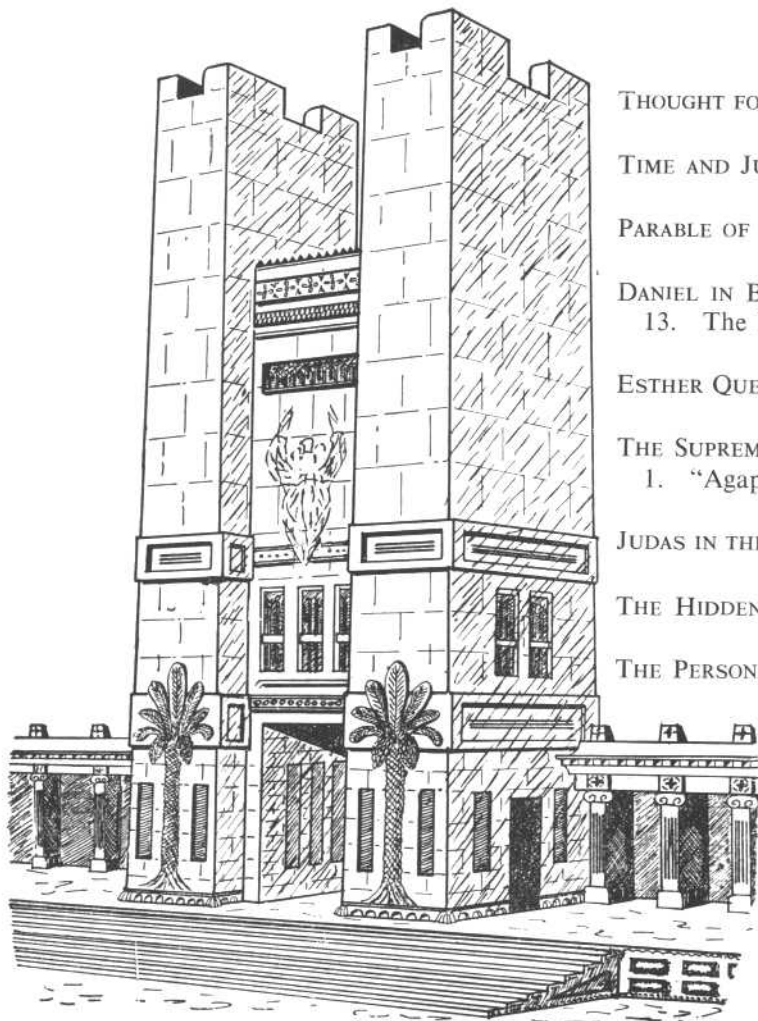 THOUGHT FO
TIME AND JU
PARABLE OF
DANIEL IN B
13. The
ESTHER QUE
THE SUPREM
1. “Agap
JUDAS IN THE
THE HIDDEN
THE PERSON